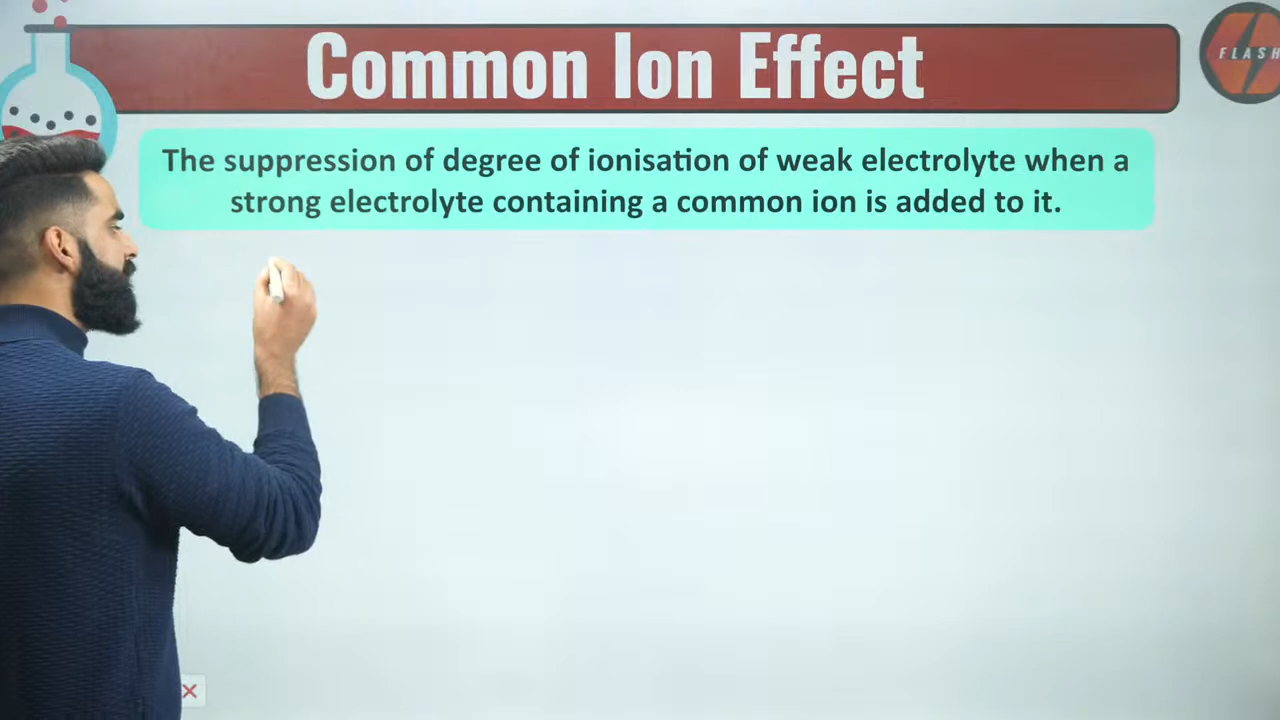 Common Ion Effect
FLASH
The suppression of degree of ionisation of weak electrolyte when a
strong electrolyte containing a common ion is added to it.